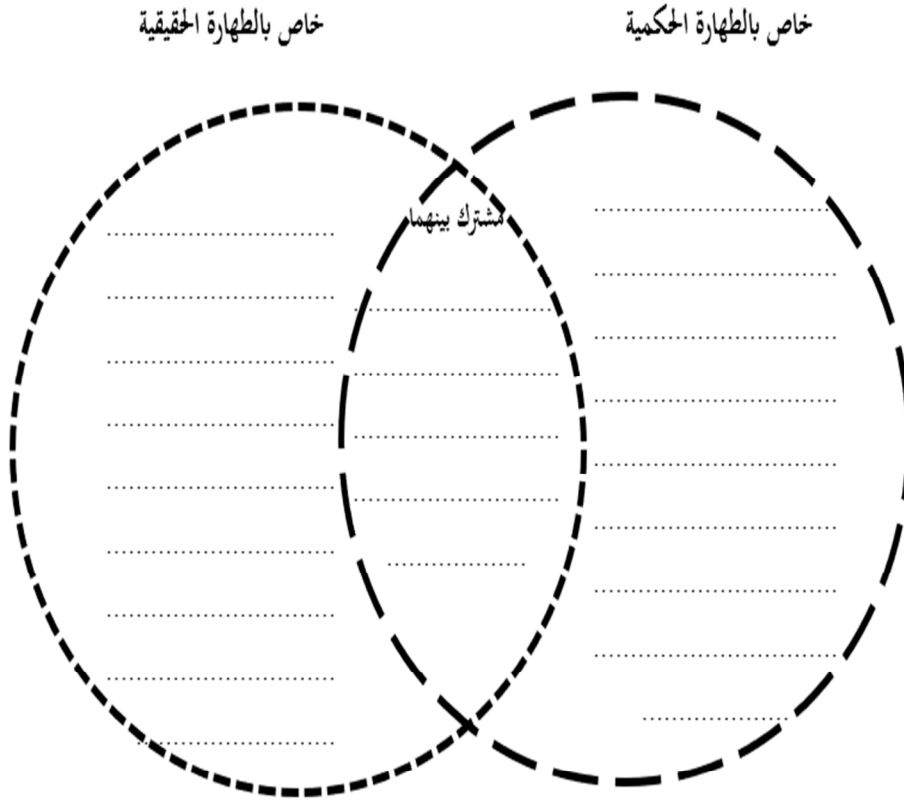 خاص بالطهارة الحكمية
خاص بالطهارة الحقيقية
مشترك بينهما